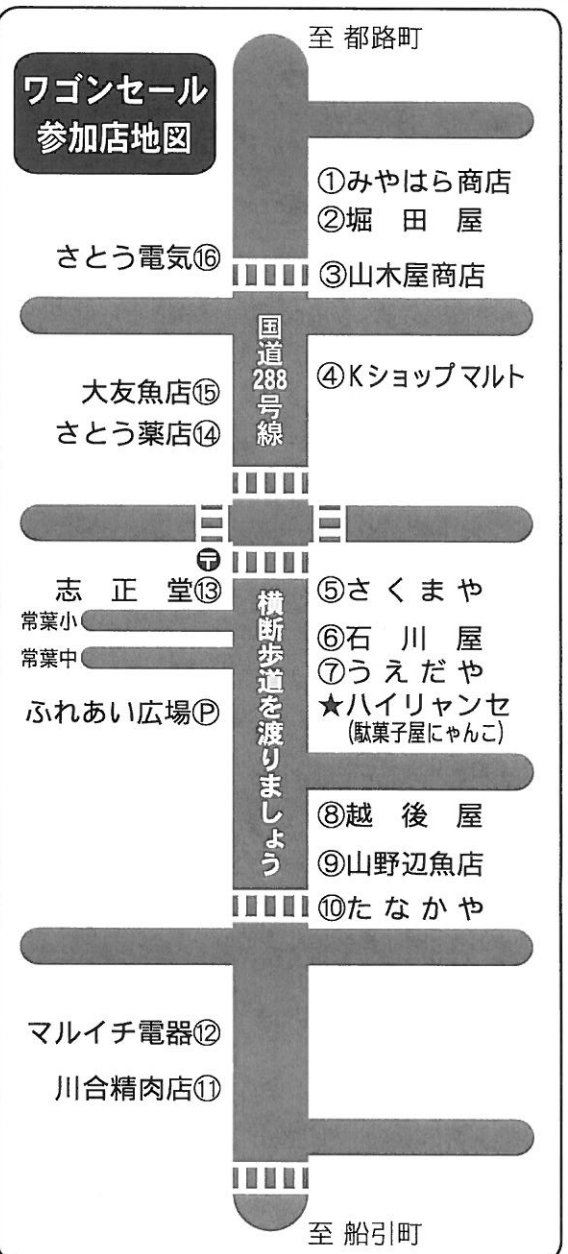 至 都路町
ワゴンセール
参加店地図
①みやはら商店
②堀田屋
さとう電気⑯
③山木屋商店
国道288号線
④Kショップマルト
大友魚店⑮
さとう薬店⑭
〒
志正堂⑬
⑤さくまや
常葉小
⑥石川屋
常葉中
⑦うえだや
ふれあい広場Ⓟ
★ハイリャンセ
(駄菓子屋にゃんこ)
横断歩道を渡りましょう
⑧越後屋
⑨山野辺魚店
⑩たなかや
マルイチ電器⑫
川合精肉店⑪
至 船引町